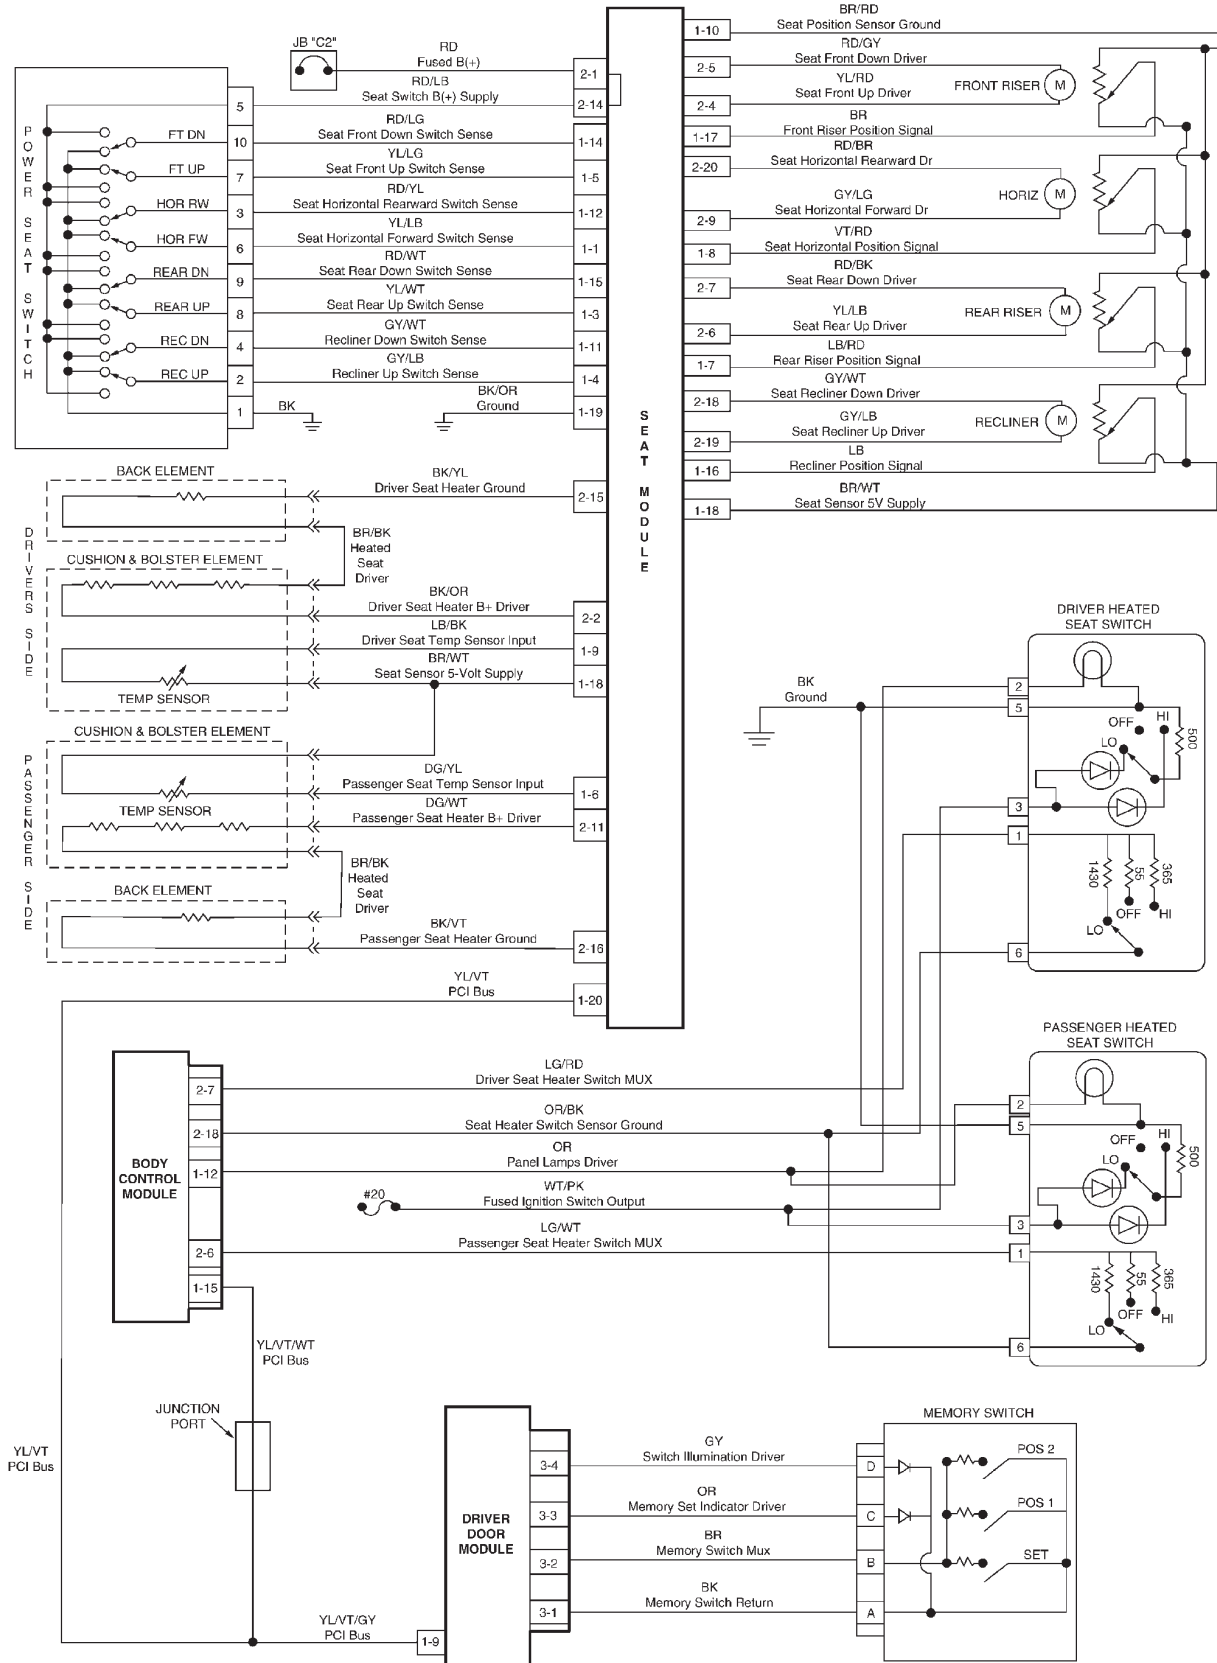 JB "C2"
RD
Fused B(+)
2-1
RD/LB
Seat Switch B(+) Supply
5
2-14
POWER SEAT SWITCH
FT DN
10
RD/LG
Seat Front Down Switch Sense
1-14
FT UP
7
YL/LG
Seat Front Up Switch Sense
1-5
HOR RW
3
RD/YL
Seat Horizontal Rearward Switch Sense
1-12
HOR FW
6
YL/LB
Seat Horizontal Forward Switch Sense
1-1
REAR DN
9
RD/WT
Seat Rear Down Switch Sense
1-15
REAR UP
8
YL/WT
Seat Rear Up Switch Sense
1-3
REC DN
4
GY/WT
Recliner Down Switch Sense
1-11
REC UP
2
GY/LB
Recliner Up Switch Sense
1-4
1
BK
BK/OR
Ground
1-19
SEAT MODULE
1-10
BR/RD
Seat Position Sensor Ground
2-5
RD/GY
Seat Front Down Driver
FRONT RISER
M
2-4
YL/RD
Seat Front Up Driver
1-17
BR
Front Riser Position Signal
2-20
RD/BR
Seat Horizontal Rearward Dr
HORIZ
M
2-9
GY/LG
Seat Horizontal Forward Dr
1-8
VT/RD
Seat Horizontal Position Signal
2-7
RD/BK
Seat Rear Down Driver
REAR RISER
M
2-6
YL/LB
Seat Rear Up Driver
1-7
LB/RD
Rear Riser Position Signal
2-18
GY/WT
Seat Recliner Down Driver
RECLINER
M
2-19
GY/LB
Seat Recliner Up Driver
1-16
LB
Recliner Position Signal
1-18
BR/WT
Seat Sensor 5V Supply
DRIVERS SIDE
BACK ELEMENT
BK/YL
Driver Seat Heater Ground
2-15
BR/BK
Heated
Seat
Driver
CUSHION & BOLSTER ELEMENT
BK/OR
Driver Seat Heater B+ Driver
2-2
LB/BK
Driver Seat Temp Sensor Input
1-9
BR/WT
Seat Sensor 5-Volt Supply
1-18
TEMP SENSOR
PASSENGER SIDE
CUSHION & BOLSTER ELEMENT
DG/YL
Passenger Seat Temp Sensor Input
1-6
TEMP SENSOR
DG/WT
Passenger Seat Heater B+ Driver
2-11
BR/BK
Heated
Seat
Driver
BACK ELEMENT
BK/VT
Passenger Seat Heater Ground
2-16
YL/VT
PCI Bus
1-20
DRIVER HEATED
SEAT SWITCH
BK
Ground
2
5
OFF
HI
LO
500
3
1
1430
55
365
OFF
HI
LO
6
PASSENGER HEATED
SEAT SWITCH
2
5
OFF
HI
LO
500
3
1
1430
55
365
OFF
HI
LO
6
BODY
CONTROL
MODULE
2-7
LG/RD
Driver Seat Heater Switch MUX
2-18
OR/BK
Seat Heater Switch Sensor Ground
1-12
OR
Panel Lamps Driver
#20
WT/PK
Fused Ignition Switch Output
2-6
LG/WT
Passenger Seat Heater Switch MUX
1-15
YL/VT/WT
PCI Bus
JUNCTION
PORT
YL/VT
PCI Bus
YL/VT/GY
PCI Bus
1-9
DRIVER
DOOR
MODULE
MEMORY SWITCH
3-4
GY
Switch Illumination Driver
D
POS 2
3-3
OR
Memory Set Indicator Driver
C
POS 1
3-2
BR
Memory Switch Mux
B
SET
3-1
BK
Memory Switch Return
A